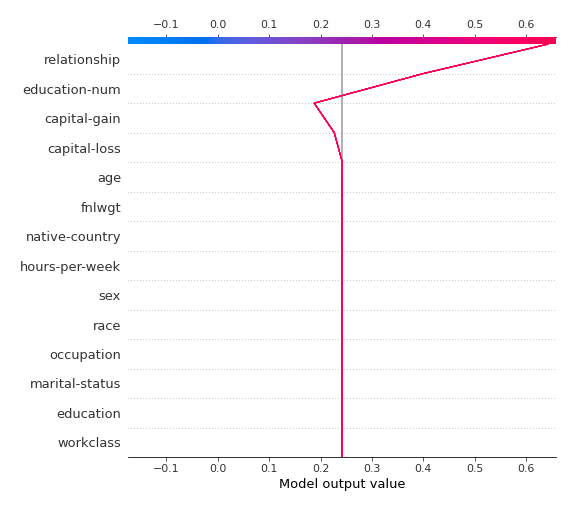 −0.1 0.0 0.1 0.2 0.3 0.4 0.5 0.6
relationship
education-num
capital-gain
capital-loss
age
fnlwgt
native-country
hours-per-week
sex
race
occupation
marital-status
education
workclass
−0.1 0.0 0.1 0.2 0.3 0.4 0.5 0.6
Model output value